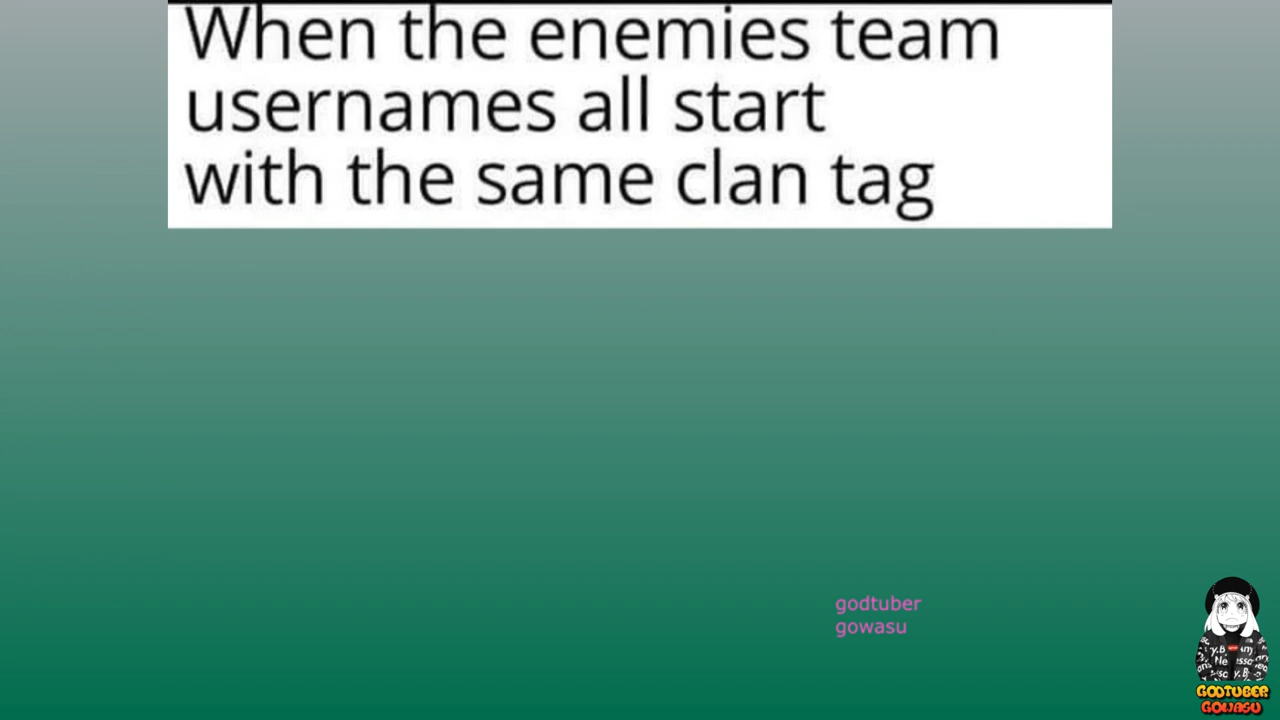 When the enemies team
usernames all start
with the same clan tag
godtuber
gowasu
GODTUBER
GOWASU